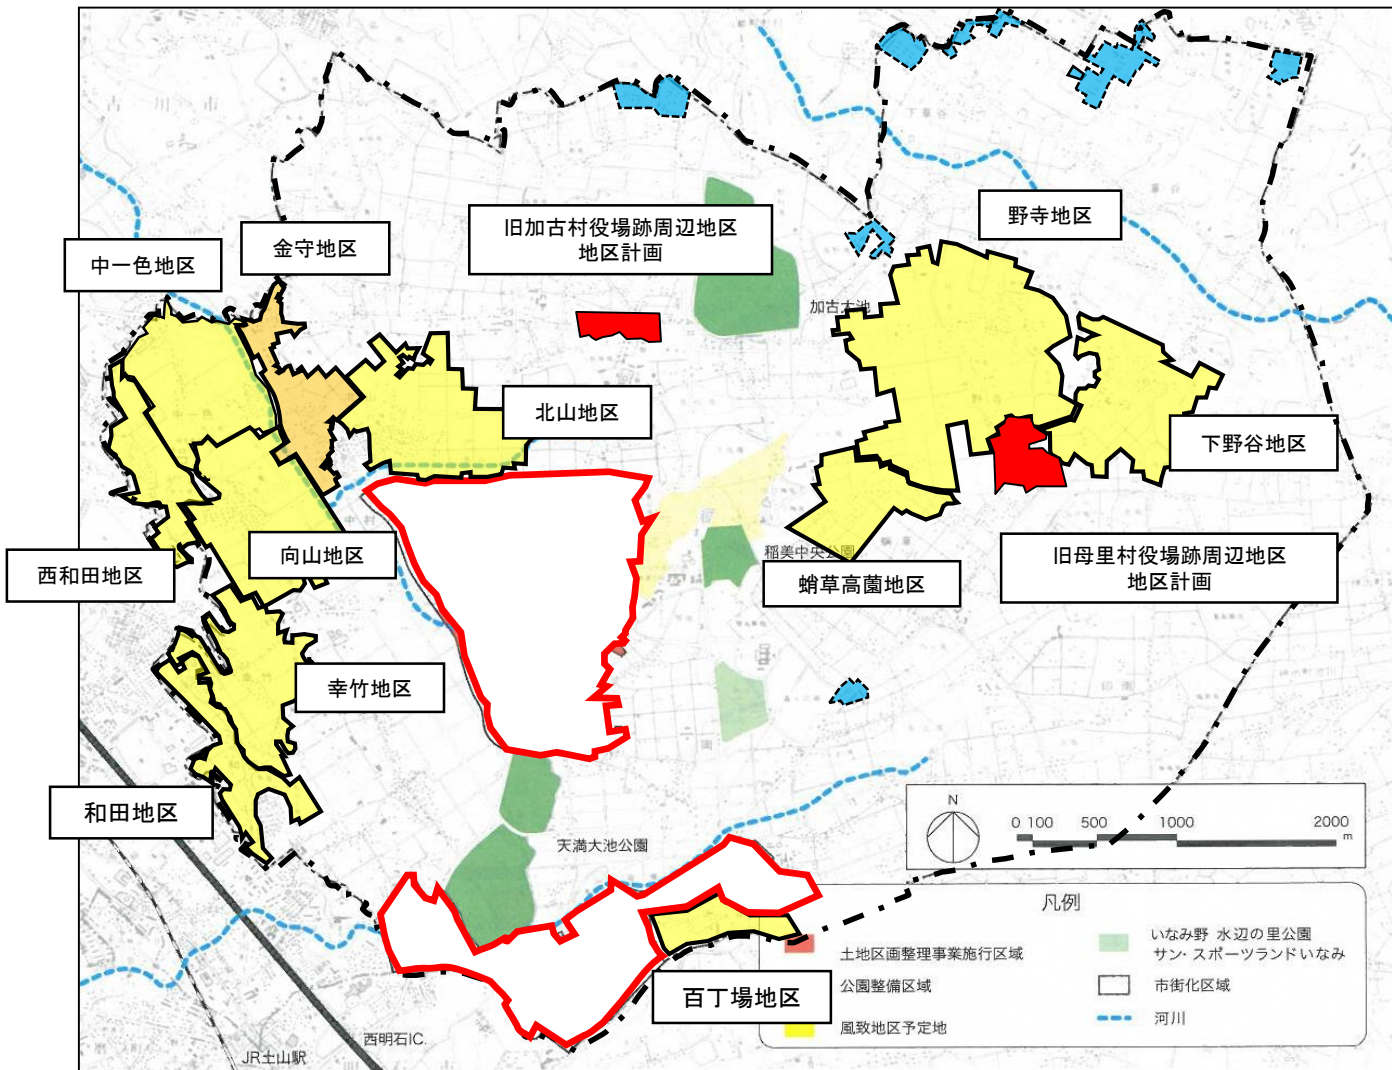 野寺地区
旧加古村役場跡周辺地区
地区計画
金守地区
中一色地区
加古大池
北山地区
下野谷地区
向山地区
稲美中央公園
旧母里村役場跡周辺地区
地区計画
西和田地区
蛸草高薗地区
幸竹地区
和田地区
N
0 100 500 1000 2000
m
天満大池公園
凡例
土地区画整理事業施行区域
いなみ野 水辺の里公園
サン・スポーツランドいなみ
公園整備区域
市街化区域
百丁場地区
風致地区予定地
河川
西明石IC.
JR土山駅